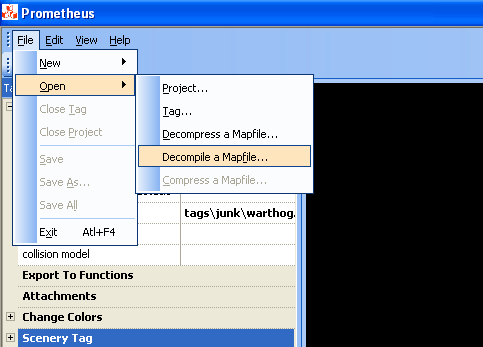 Prometheus
File Edit View Help
New
Open
Close Tag
Close Project
Save
Save As...
Save All
Exit Atl+F4
Project...
Tag...
Decompress a Mapfile...
Decompile a Mapfile...
Compress a Mapfile...
tags\junk\warthog.
collision model
Export To Functions
Attachments
Change Colors
Scenery Tag